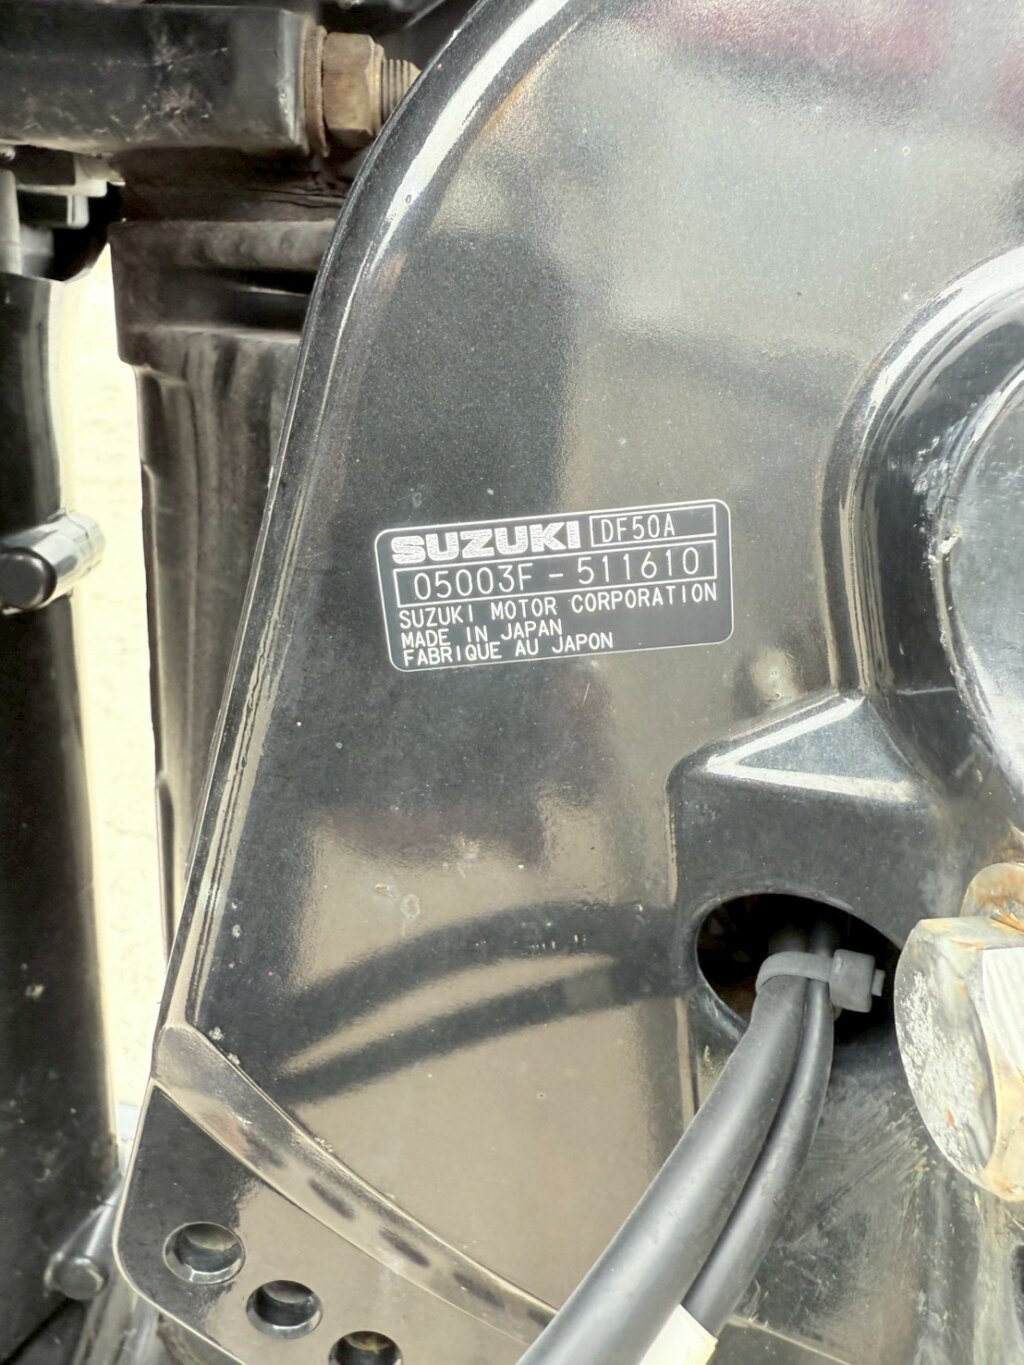 SUZUKI DF50A
05003F-511610
SUZUKI MOTOR CORPORATION
MADE IN JAPAN
FABRIQUE AU JAPON